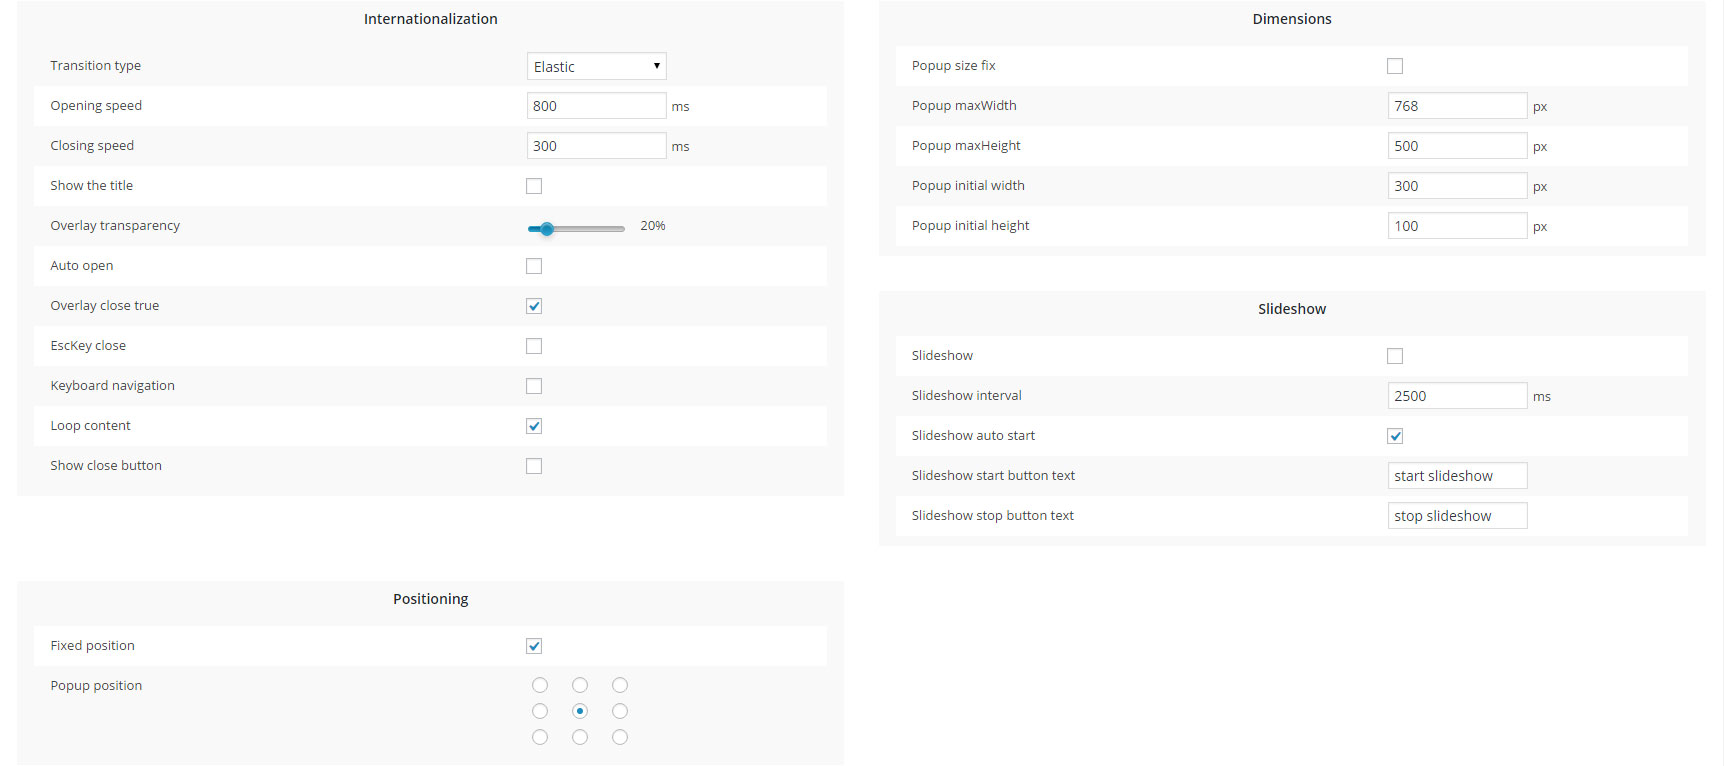 Internationalization
Transition type Elastic
Opening speed 800 ms
Closing speed 300 ms
Show the title
Overlay transparency 20%
Auto open
Overlay close true
EscKey close
Keyboard navigation
Loop content
Show close button
Positioning
Fixed position
Popup position
Dimensions
Popup size fix
Popup maxWidth 768 px
Popup maxHeight 500 px
Popup initial width 300 px
Popup initial height 100 px
Slideshow
Slideshow
Slideshow interval 2500 ms
Slideshow auto start
Slideshow start button text start slideshow
Slideshow stop button text stop slideshow